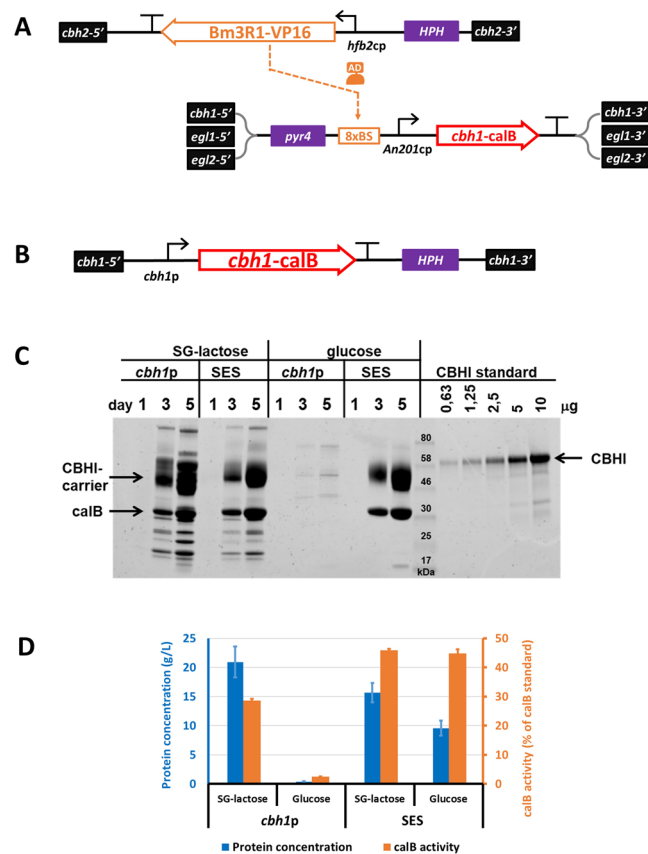 A
cbh2-5’
Bm3R1-VP16
hfb2cp
HPH
cbh2-3’
AD
cbh1-5’
egl1-5’
egl2-5’
pyr4
8xBS
An201cp
cbh1-calB
cbh1-3’
egl1-3’
egl2-3’
B
cbh1-5’
cbh1p
cbh1-calB
HPH
cbh1-3’
C
SG-lactose
glucose
cbh1p SES cbh1p SES CBHI standard
day 1 3 5 1 3 5 1 3 5 1 3 5 0,63 1,25 2,5 5 10 µg
80
58
46
30
25
17
kDa
CBHI-
carrier
calB
CBHI
D
Protein concentration (g/L)
25
20
15
10
5
0
50
40
30
20
10
0
calB activity (% of calB standard)
SG-lactose Glucose SG-lactose Glucose
cbh1p SES
Protein concentration calB activity